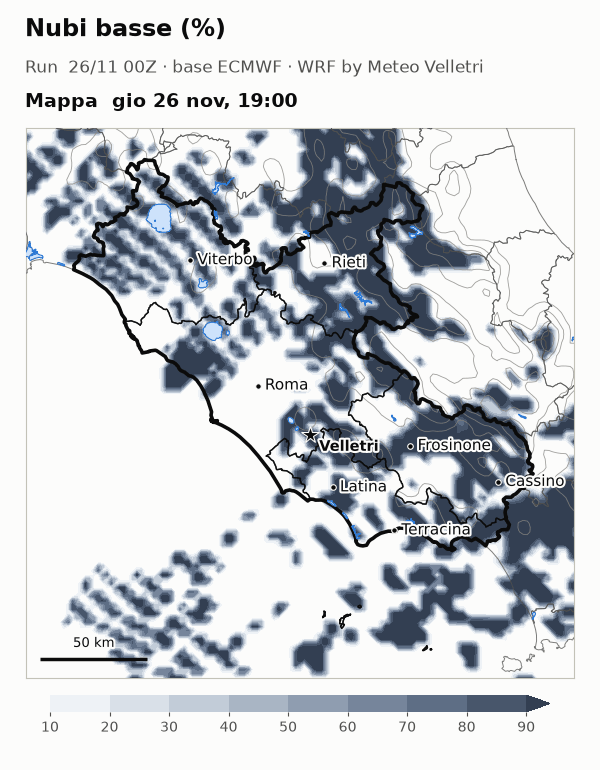 Nubi basse (%)
Run  26/11 00Z · base ECMWF · WRF by Meteo Velletri
Mappa  gio 26 nov, 19:00
Viterbo
Rieti
Roma
Velletri
Frosinone
Cassino
Latina
Terracina
50 km
10 20 30 40 50 60 70 80 90